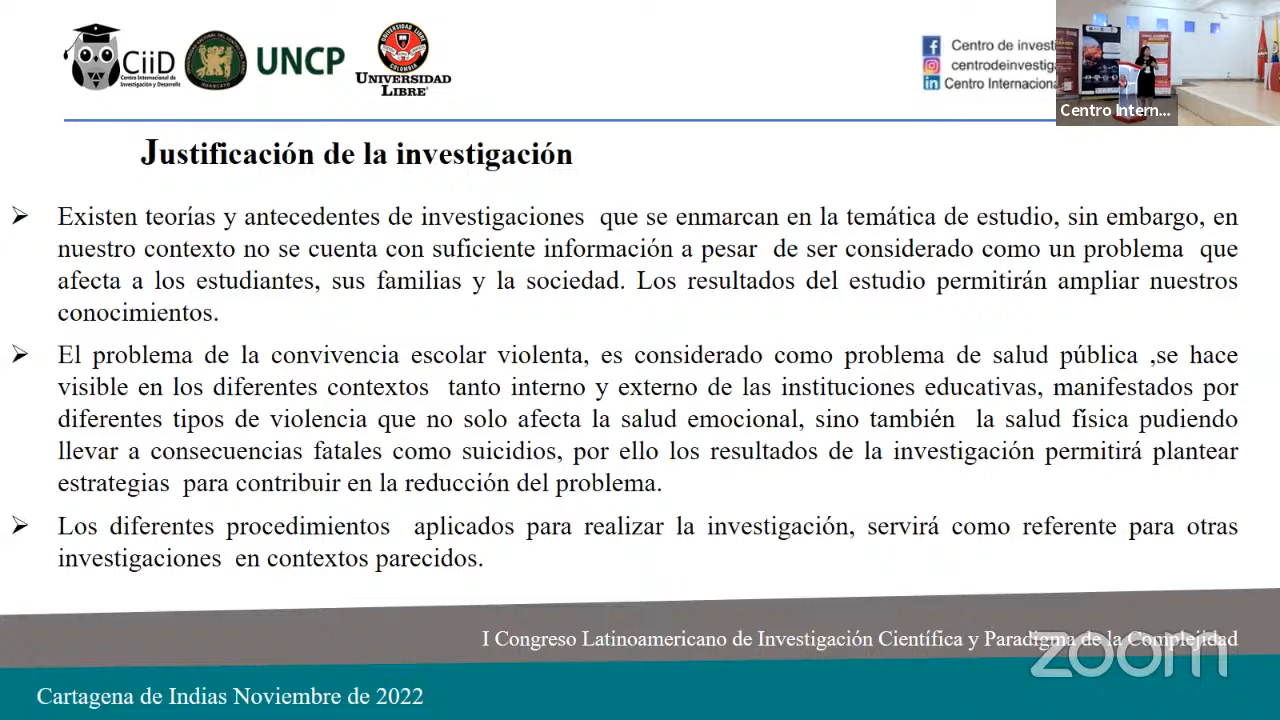 CiiD
Centro Internacional de
Investigación y Desarrollo
UNCP
UNIVERSIDAD LIBRE
COLOMBIA
UNIVERSIDAD
LIBRE
Centro de invest
centrodeinvestiga
Centro Internaciona
Centro Intern...
Justificación de la investigación
➢ Existen teorías y antecedentes de investigaciones que se enmarcan en la temática de estudio, sin embargo, en
nuestro contexto no se cuenta con suficiente información a pesar de ser considerado como un problema que
afecta a los estudiantes, sus familias y la sociedad. Los resultados del estudio permitirán ampliar nuestros
conocimientos.
➢ El problema de la convivencia escolar violenta, es considerado como problema de salud pública ,se hace
visible en los diferentes contextos tanto interno y externo de las instituciones educativas, manifestados por
diferentes tipos de violencia que no solo afecta la salud emocional, sino también la salud física pudiendo
llevar a consecuencias fatales como suicidios, por ello los resultados de la investigación permitirá plantear
estrategias para contribuir en la reducción del problema.
➢ Los diferentes procedimientos aplicados para realizar la investigación, servirá como referente para otras
investigaciones en contextos parecidos.
I Congreso Latinoamericano de Investigación Científica y Paradigma de la Complejidad
zoom
Cartagena de Indias Noviembre de 2022